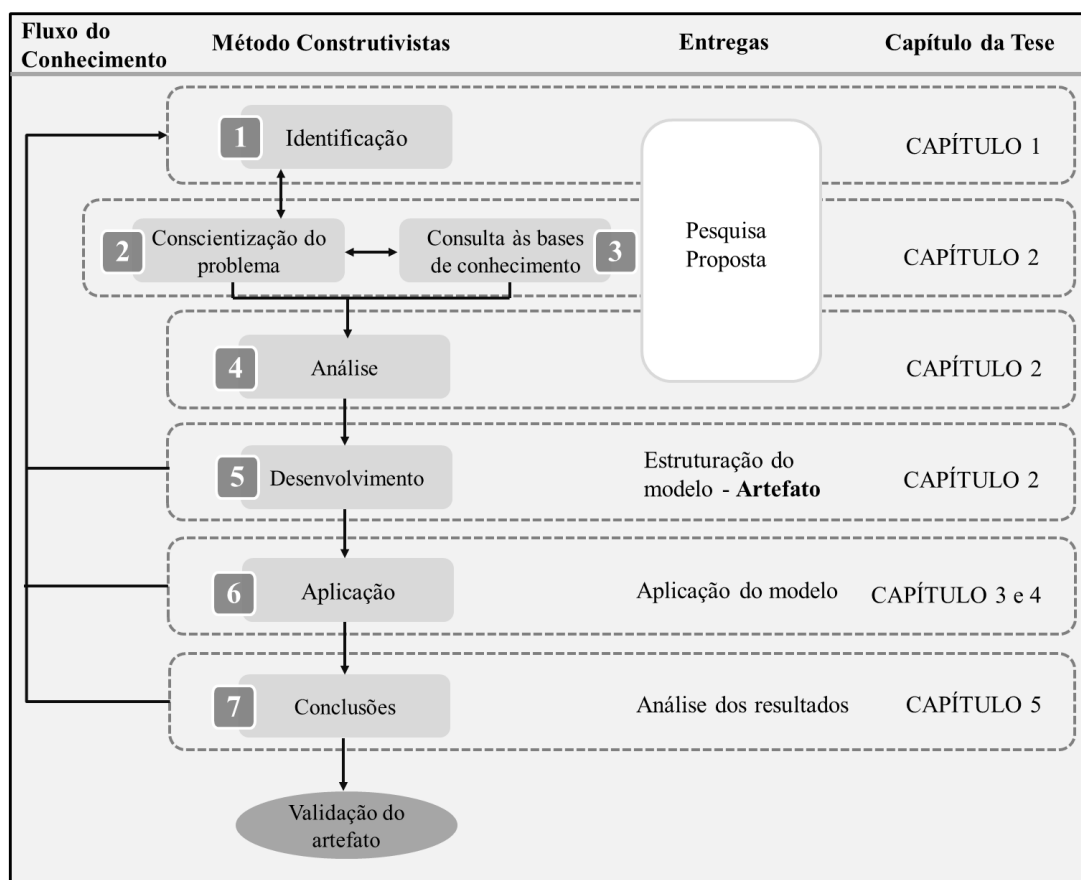 Fluxo do
Conhecimento
Método Construtivistas
Entregas
Capítulo da Tese
1
Identificação
CAPÍTULO 1
2
Conscientização do
problema
Consulta às bases
de conhecimento
3
Pesquisa
Proposta
CAPÍTULO 2
4
Análise
CAPÍTULO 2
5
Desenvolvimento
Estruturação do
modelo - Artefato
CAPÍTULO 2
6
Aplicação
Aplicação do modelo
CAPÍTULO 3 e 4
7
Conclusões
Análise dos resultados
CAPÍTULO 5
Validação do
artefato